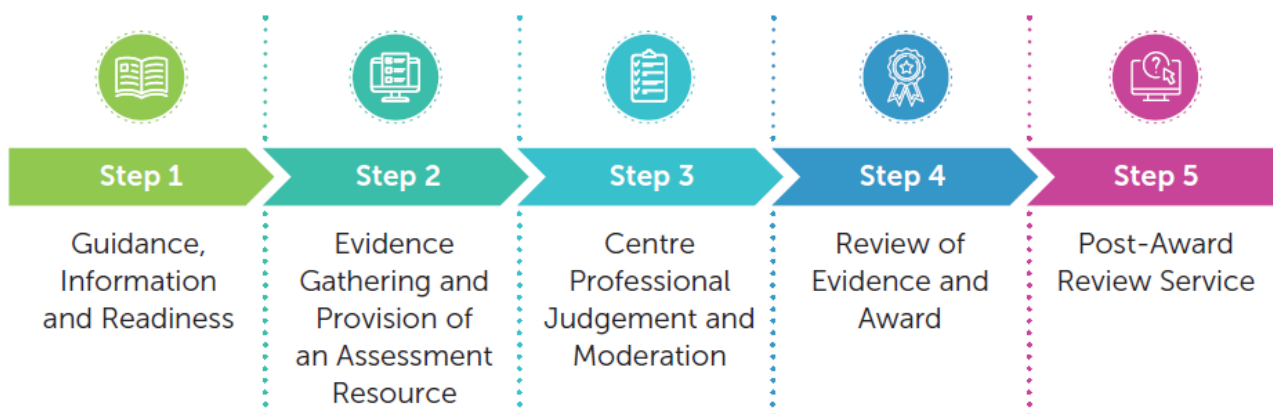 Step 1
Step 2
Step 3
Step 4
Step 5
Guidance,
Information
and Readiness
Evidence
Gathering and
Provision of
an Assessment
Resource
Centre
Professional
Judgement and
Moderation
Review of
Evidence and
Award
Post-Award
Review Service